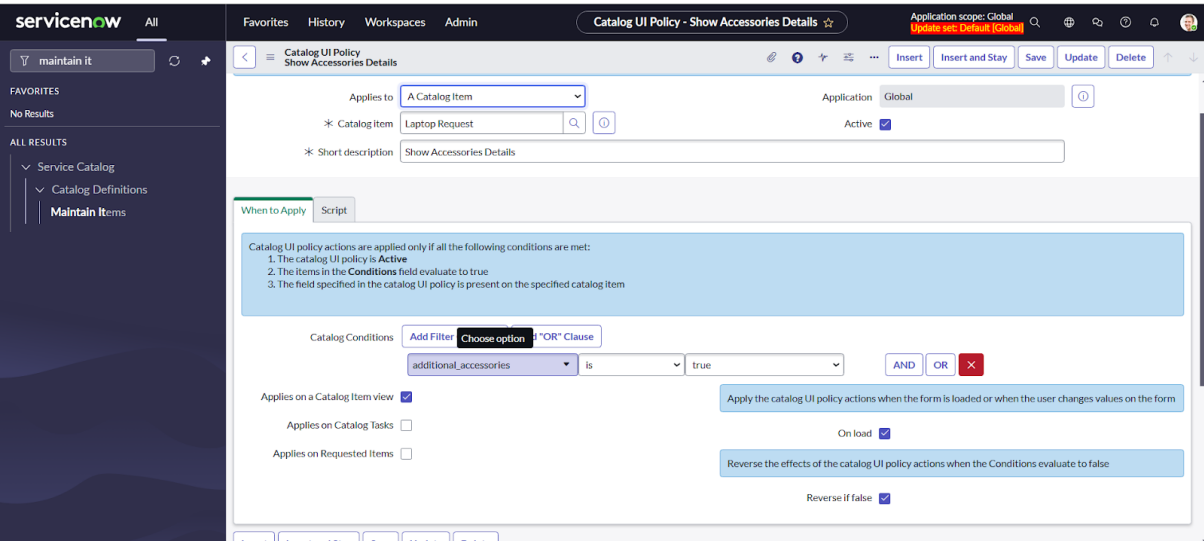 servicenow All Favorites History Workspaces Admin Catalog UI Policy - Show Accessories Details Application scope: Global
Update set: Default [Global]
maintain it
Catalog UI Policy
Show Accessories Details
Insert Insert and Stay Save Update Delete
FAVORITES
No Results
ALL RESULTS
Service Catalog
Catalog Definitions
Maintain Items
Applies to A Catalog Item Application Global
Catalog item Laptop Request Active
Short description Show Accessories Details
When to Apply Script
Catalog UI policy actions are applied only if all the following conditions are met:
1. The catalog UI policy is Active
2. The items in the Conditions field evaluate to true
3. The field specified in the catalog UI policy is present on the specified catalog item
Catalog Conditions Add Filter Choose option "OR" Clause
additional_accessories is true AND OR X
Applies on a Catalog Item view Apply the catalog UI policy actions when the form is loaded or when the user changes values on the form
Applies on Catalog Tasks
On load
Applies on Requested Items
Reverse the effects of the catalog UI policy actions when the Conditions evaluate to false
Reverse if false